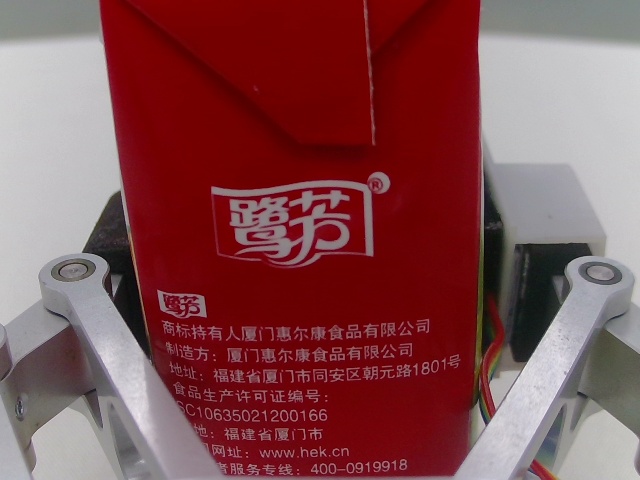 鹭芳®
鹭芳
商标持有人厦门惠尔康食品有限公司
制造方：厦门惠尔康食品有限公司
地址：福建省厦门市同安区朝元路1801号
食品生产许可证编号：
SC10635021200166
地：福建省厦门市
网址：www.hek.cn
者服务专线：400-0919918